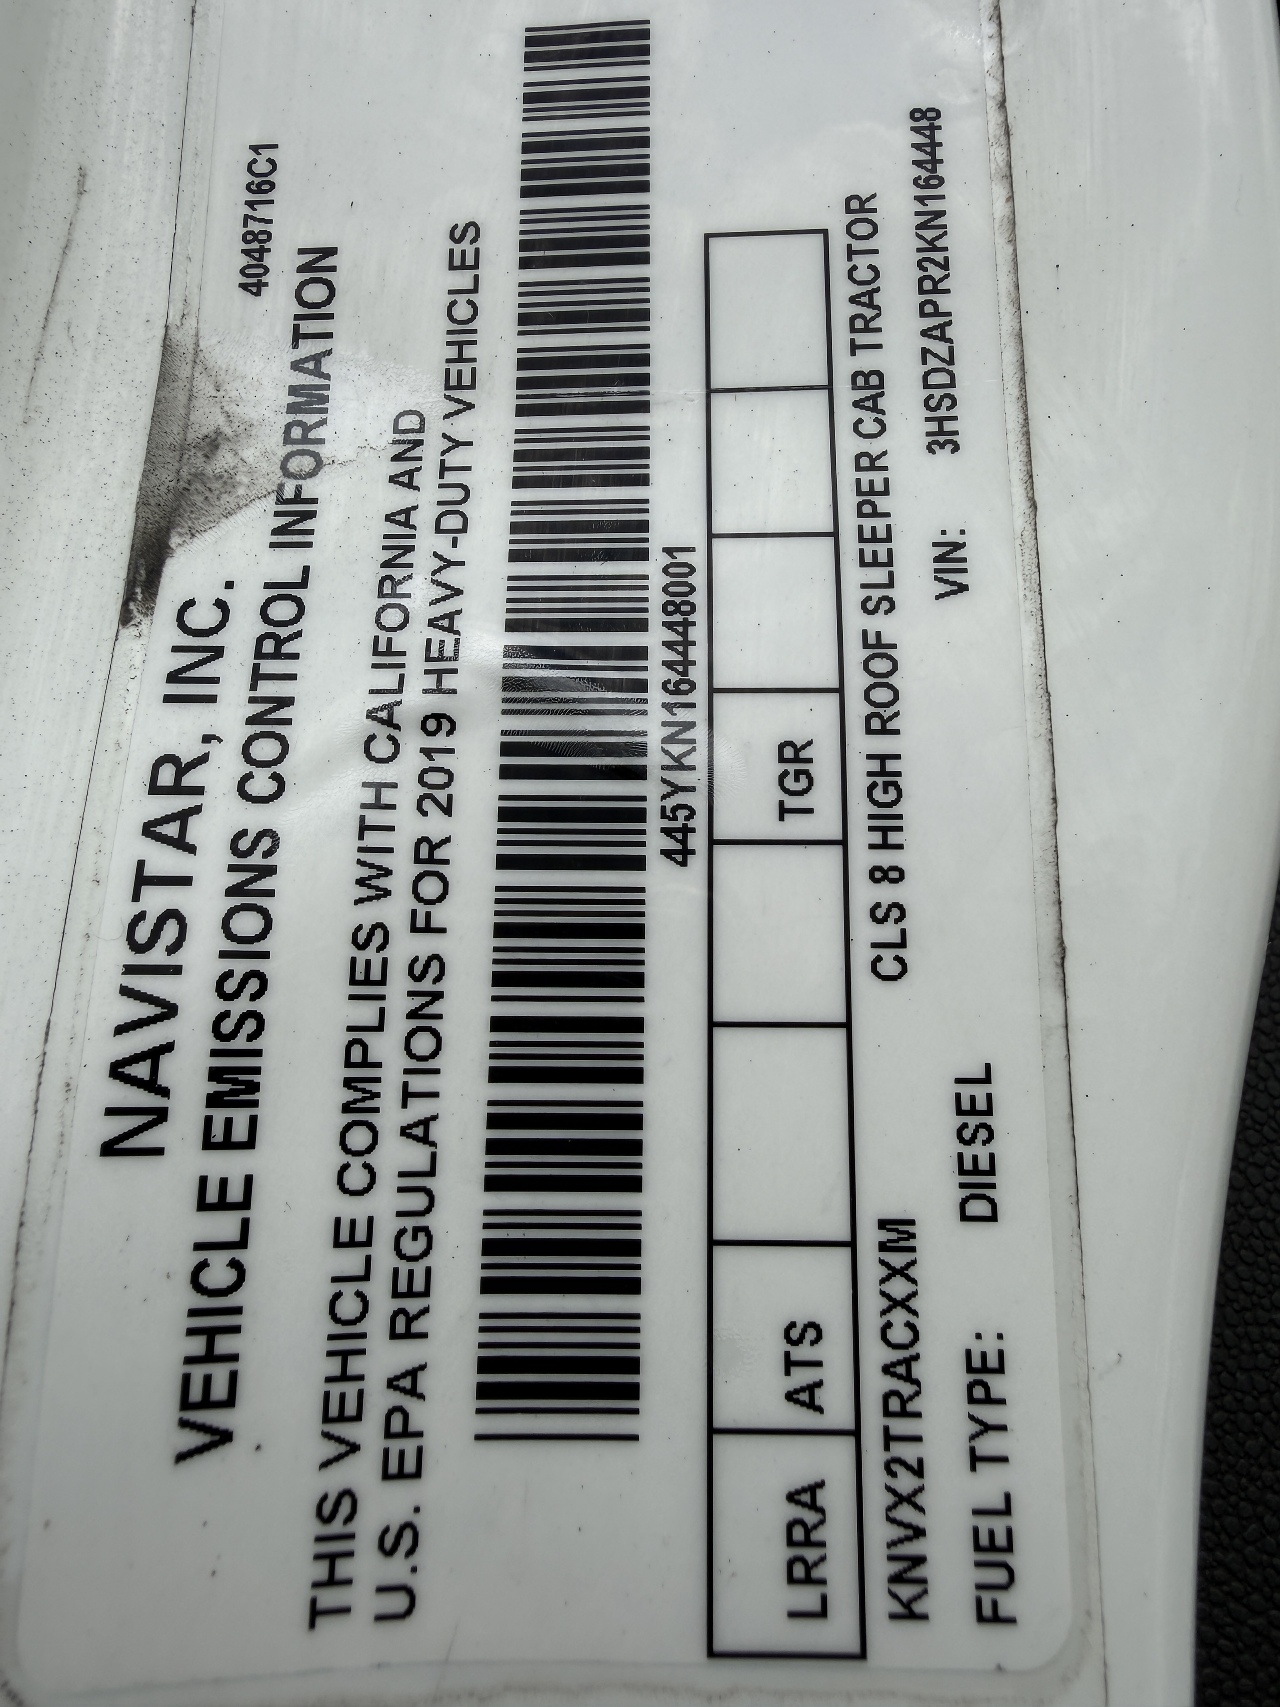 4048716C1
NAVISTAR, INC.
VEHICLE EMISSIONS CONTROL INFORMATION
THIS VEHICLE COMPLIES WITH CALIFORNIA AND
U.S. EPA REGULATIONS FOR 2019 HEAVY-DUTY VEHICLES
445YKN16448001
LRRA ATS TGR
KNVX2TRACXXM CLS 8 HIGH ROOF SLEEPER CAB TRACTOR
FUEL TYPE: DIESEL VIN: 3HSDZAPR2KN164448